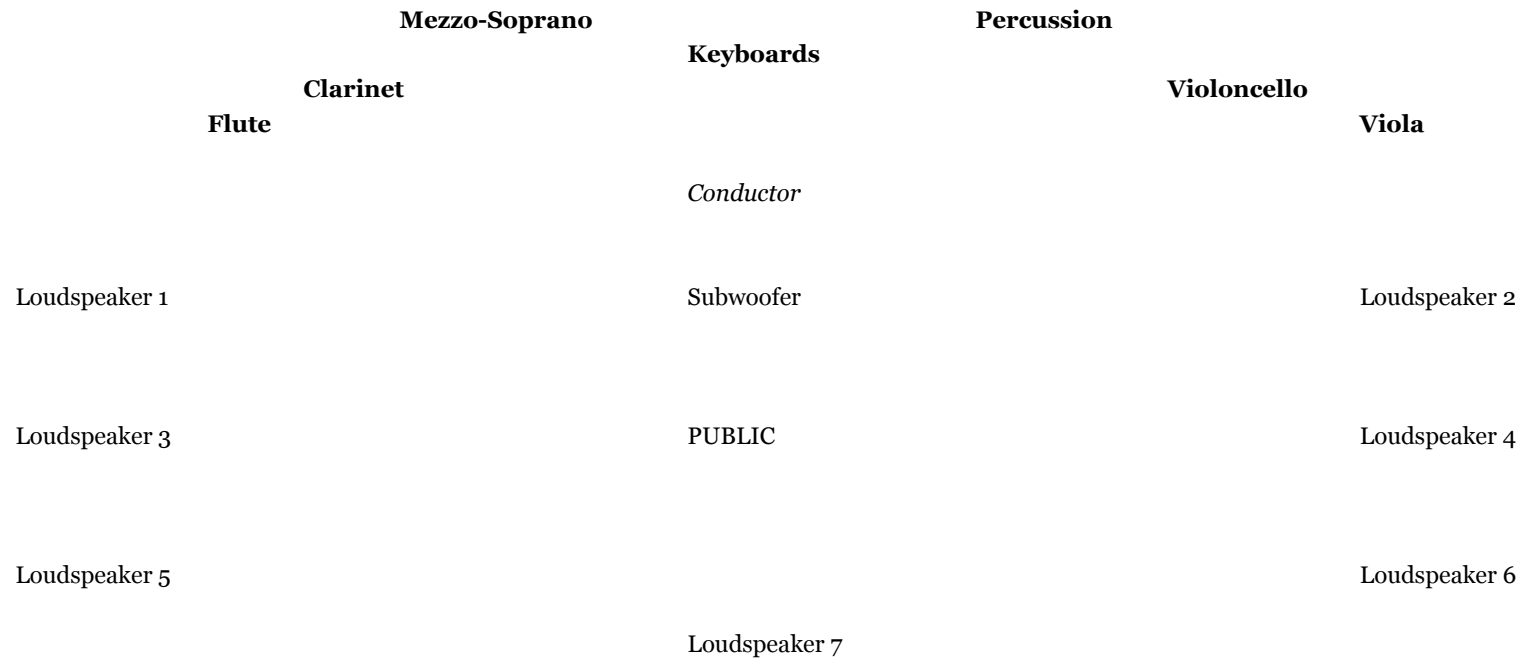 Mezzo-Soprano Percussion
Keyboards
Clarinet Violoncello
Flute Viola
Conductor
Loudspeaker 1 Subwoofer Loudspeaker 2
Loudspeaker 3 PUBLIC Loudspeaker 4
Loudspeaker 5 Loudspeaker 6
Loudspeaker 7